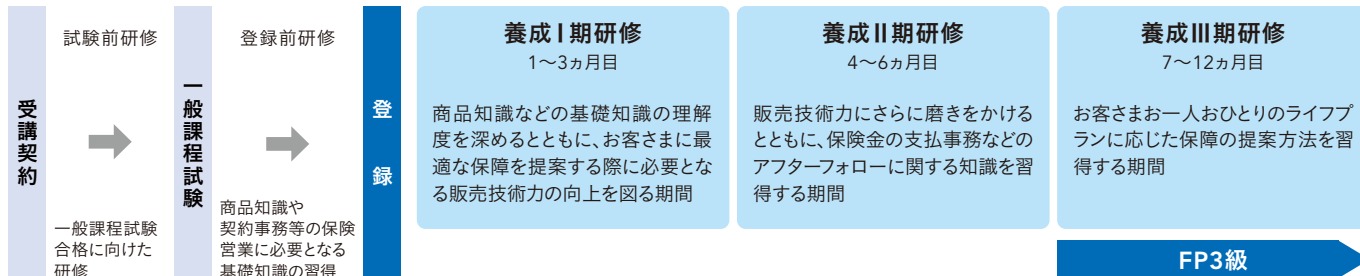 受講契約
試験前研修
一般課程試験
合格に向けた
研修
一般課程試験
登録前研修
商品知識や
契約事務等の保険
営業に必要となる
基礎知識の習得
登録
養成Ⅰ期研修
1〜3ヵ月目
商品知識などの基礎知識の理解
度を深めるとともに、お客さまに最
適な保障を提案する際に必要とな
る販売技術力の向上を図る期間
養成Ⅱ期研修
4〜6ヵ月目
販売技術力にさらに磨きをかける
とともに、保険金の支払事務などの
アフターフォローに関する知識を習
得する期間
養成Ⅲ期研修
7〜12ヵ月目
お客さまお一人おひとりのライフプ
ランに応じた保障の提案方法を習
得する期間
FP3級